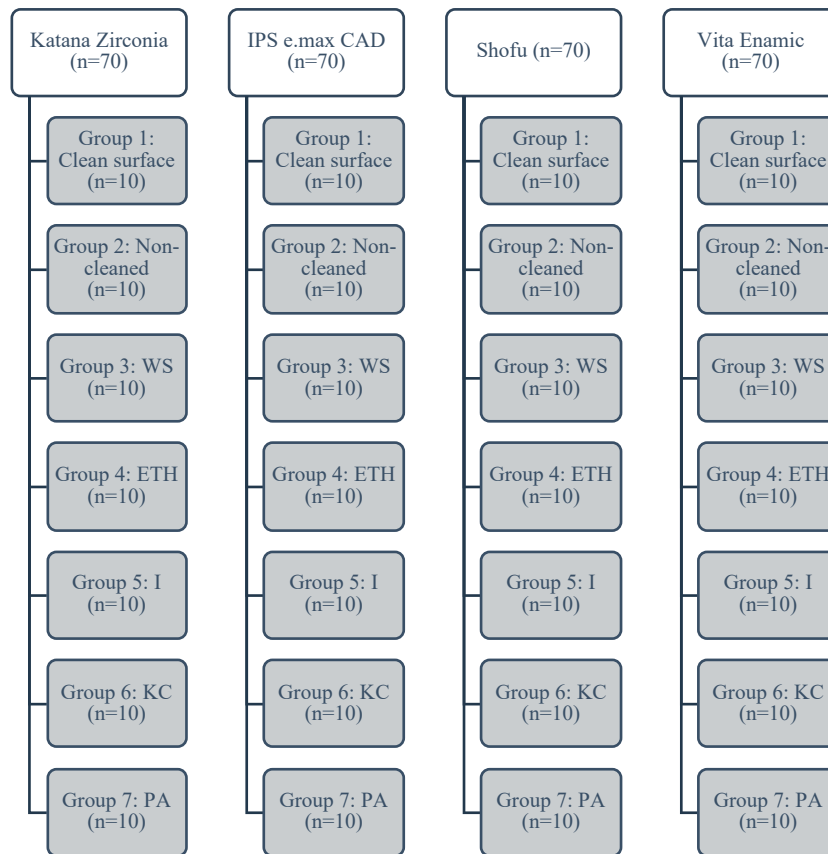 Katana Zirconia
(n=70)
Group 1:
Clean surface
(n=10)
Group 2: Non-
cleaned
(n=10)
Group 3: WS
(n=10)
Group 4: ETH
(n=10)
Group 5: I
(n=10)
Group 6: KC
(n=10)
Group 7: PA
(n=10)
IPS e.max CAD
(n=70)
Group 1:
Clean surface
(n=10)
Group 2: Non-
cleaned
(n=10)
Group 3: WS
(n=10)
Group 4: ETH
(n=10)
Group 5: I
(n=10)
Group 6: KC
(n=10)
Group 7: PA
(n=10)
Shofu (n=70)
Group 1:
Clean surface
(n=10)
Group 2: Non-
cleaned
(n=10)
Group 3: WS
(n=10)
Group 4: ETH
(n=10)
Group 5: I
(n=10)
Group 6: KC
(n=10)
Group 7: PA
(n=10)
Vita Enamic
(n=70)
Group 1:
Clean surface
(n=10)
Group 2: Non-
cleaned
(n=10)
Group 3: WS
(n=10)
Group 4: ETH
(n=10)
Group 5: I
(n=10)
Group 6: KC
(n=10)
Group 7: PA
(n=10)